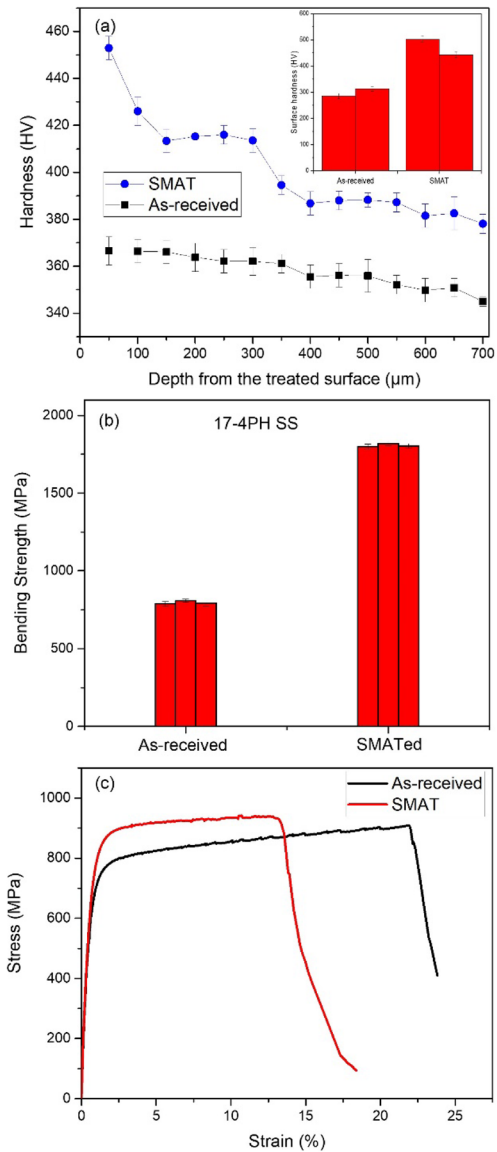 (a)
460
440
420
400
380
360
340
Hardness (HV)
SMAT
As-received
600
500
400
300
200
100
0
Surface hardness (HV)
As-received
SMAT
0
100
200
300
400
500
600
700
Depth from the treated surface (μm)
(b)
17-4PH SS
2000
1500
1000
500
0
Bending Strength (MPa)
As-received
SMATed
(c)
As-received
SMAT
1000
800
600
400
200
0
Stress (MPa)
0
5
10
15
20
25
Strain (%)